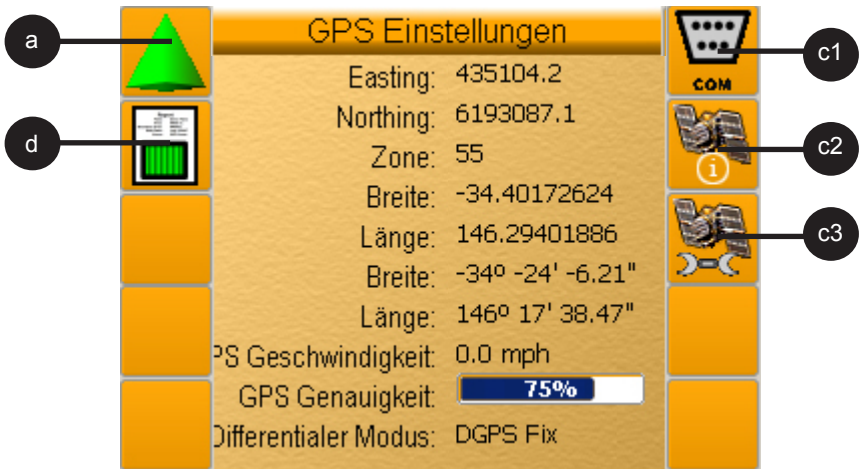 GPS Einstellungen
a
c1
COM
Easting: 435104.2
Northing: 6193087.1
d
c2
i
Zone: 55
Breite: -34.40172624
Länge: 146.29401886
c3
Breite: -34º -24' -6.21"
Länge: 146º 17' 38.47"
PS Geschwindigkeit: 0.0 mph
GPS Genauigkeit: 75%
Differentialer Modus: DGPS Fix